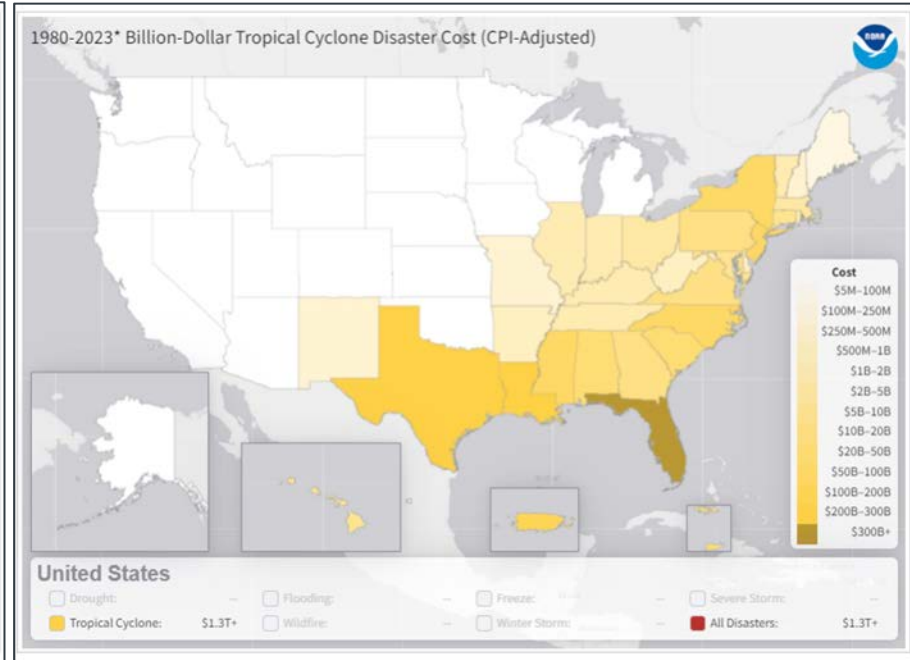 1980-2023* Billion-Dollar Tropical Cyclone Disaster Cost (CPI-Adjusted)
NOAA
Cost
$5M–100M
$100M–250M
$250M–500M
$500M–1B
$1B–2B
$2B–5B
$5B–10B
$10B–20B
$20B–50B
$50B–100B
$100B–200B
$200B–300B
$300B+
United States
Drought: -- Flooding: -- Freeze: -- Severe Storm: --
Tropical Cyclone: $1.3T+ Wildfire: -- Winter Storm: -- All Disasters: $1.3T+